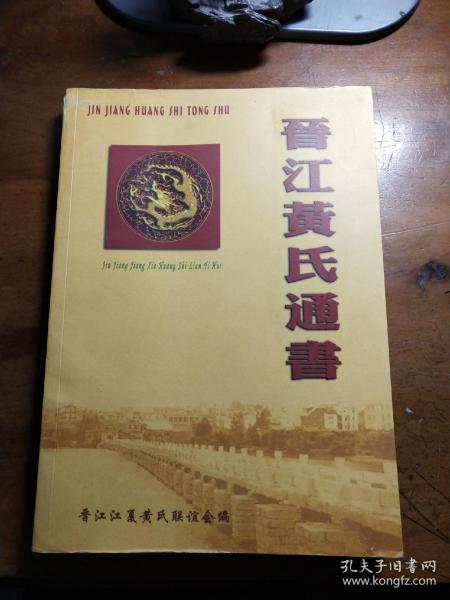 JIN JIANG HUANG SHI TONG SHU
晉江黃氏通書
Jin Jiang Jiang Xia Huang Shi Lian Yi Hui
晋江江夏黄氏联谊会编
孔夫子旧书网
www.kongfz.com